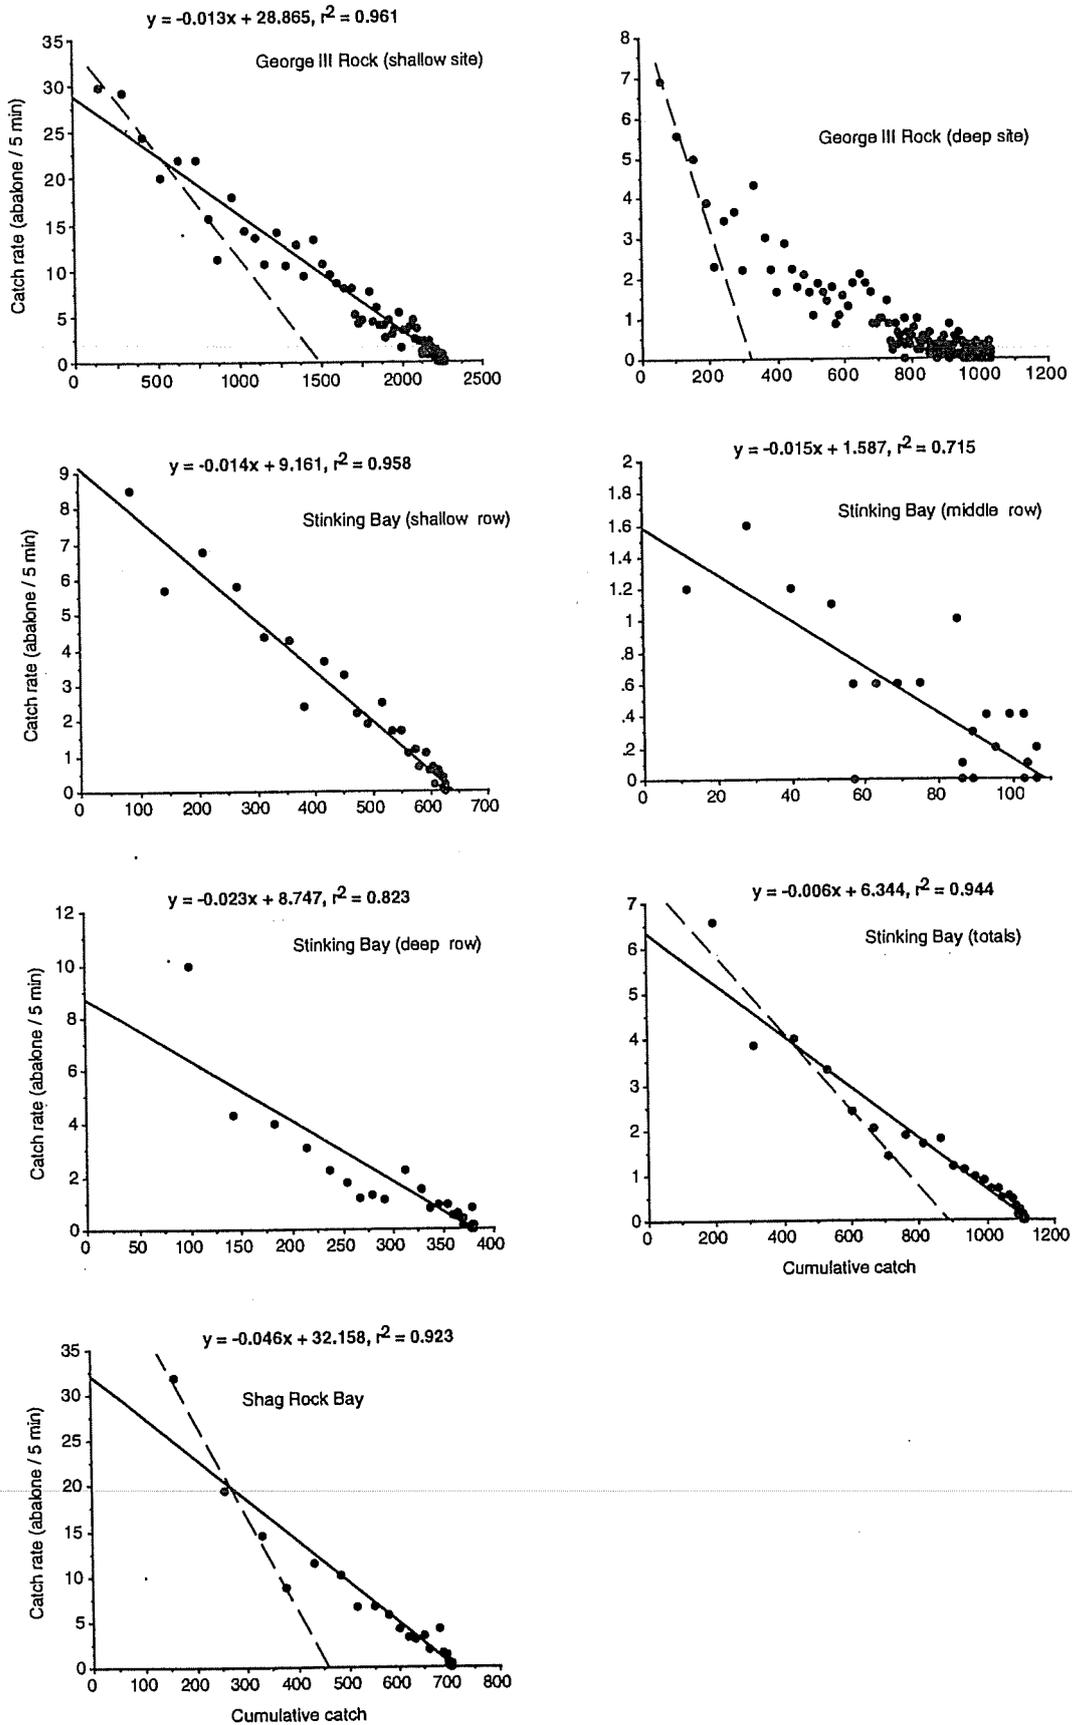 y = -0.013x + 28.865, r2 = 0.961
George III Rock (shallow site)
Catch rate (abalone / 5 min)
35
30
25
20
15
10
5
0
0 500 1000 1500 2000 2500
George III Rock (deep site)
8
7
6
5
4
3
2
1
0
0 200 400 600 800 1000 1200
y = -0.014x + 9.161, r2 = 0.958
Stinking Bay (shallow row)
Catch rate (abalone / 5 min)
9
8
7
6
5
4
3
2
1
0
0 100 200 300 400 500 600 700
y = -0.015x + 1.587, r2 = 0.715
Stinking Bay (middle row)
2
1.8
1.6
1.4
1.2
1
.8
.6
.4
.2
0
0 20 40 60 80 100
y = -0.023x + 8.747, r2 = 0.823
Stinking Bay (deep row)
Catch rate (abalone / 5 min)
12
10
8
6
4
2
0
0 50 100 150 200 250 300 350 400
y = -0.006x + 6.344, r2 = 0.944
Stinking Bay (totals)
7
6
5
4
3
2
1
0
0 200 400 600 800 1000 1200
Cumulative catch
y = -0.046x + 32.158, r2 = 0.923
Shag Rock Bay
Catch rate (abalone / 5 min)
35
30
25
20
15
10
5
0
0 100 200 300 400 500 600 700 800
Cumulative catch